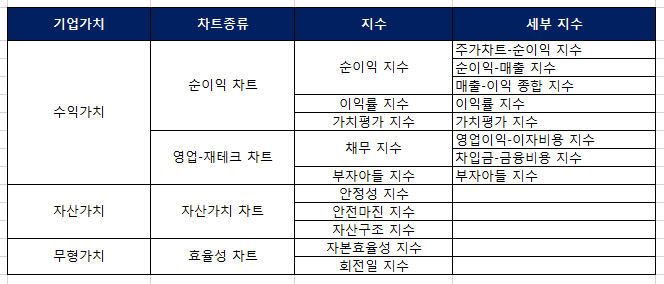 기업가치 차트종류 지수 세부 지수
수익가치 순이익 차트 순이익 지수 주가차트-순이익 지수
순이익-매출 지수
매출-이익 종합 지수
이익률 지수 이익률 지수
가치평가 지수 가치평가 지수
영업-재테크 차트 채무 지수 영업이익-이자비용 지수
차입금-금융비용 지수
부자아들 지수 부자아들 지수
자산가치 자산가치 차트 안정성 지수
안전마진 지수
자산구조 지수
무형가치 효율성 차트 자본효율성 지수
회전일 지수